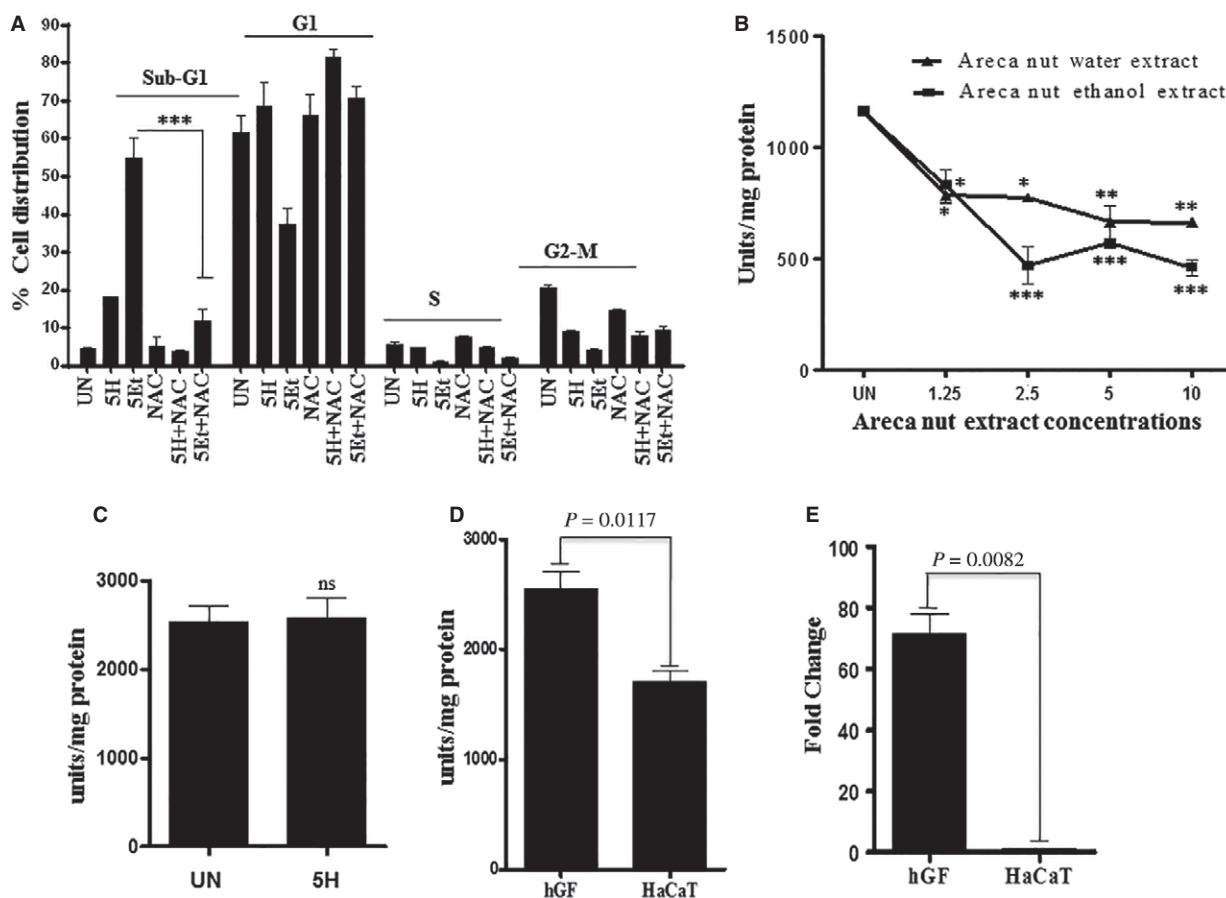 A
% Cell distribution
90
80
70
60
50
40
30
20
10
0
Sub-G1
***
G1
S
G2-M
UN
5H
5Et
NAC
5H+NAC
5Et+NAC
UN
5H
5Et
NAC
5H+NAC
5Et+NAC
UN
5H
5Et
NAC
5H+NAC
5Et+NAC
UN
5H
5Et
NAC
5H+NAC
5Et+NAC
B
Units/mg protein
1500
1000
500
0
Areca nut water extract
Areca nut ethanol extract
* * ** **
*
*** *** ***
UN 1.25 2.5 5 10
Areca nut extract concentrations
C
units/mg protein
3000
2000
1000
0
ns
UN 5H
D
units/mg protein
3000
2000
1000
0
P = 0.0117
hGF HaCaT
E
Fold Change
100
80
60
40
20
0
P = 0.0082
hGF HaCaT